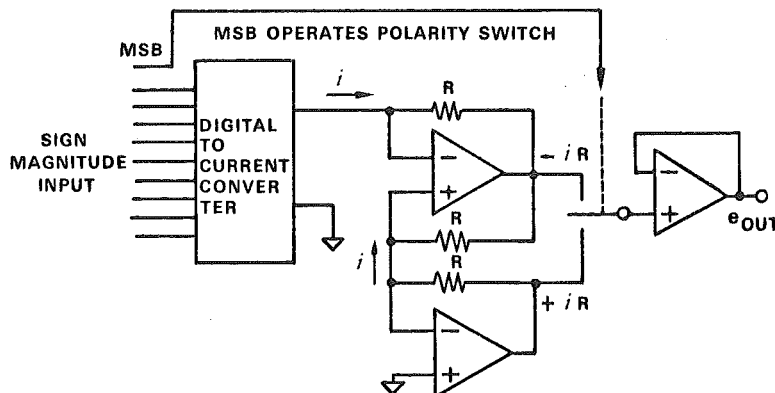 MSB
MSB OPERATES POLARITY SWITCH
SIGN
MAGNITUDE
INPUT
DIGITAL
TO
CURRENT
CONVER
TER
i
R
−
+
− iR
R
i
R
+ iR
−
+
−
+
eOUT